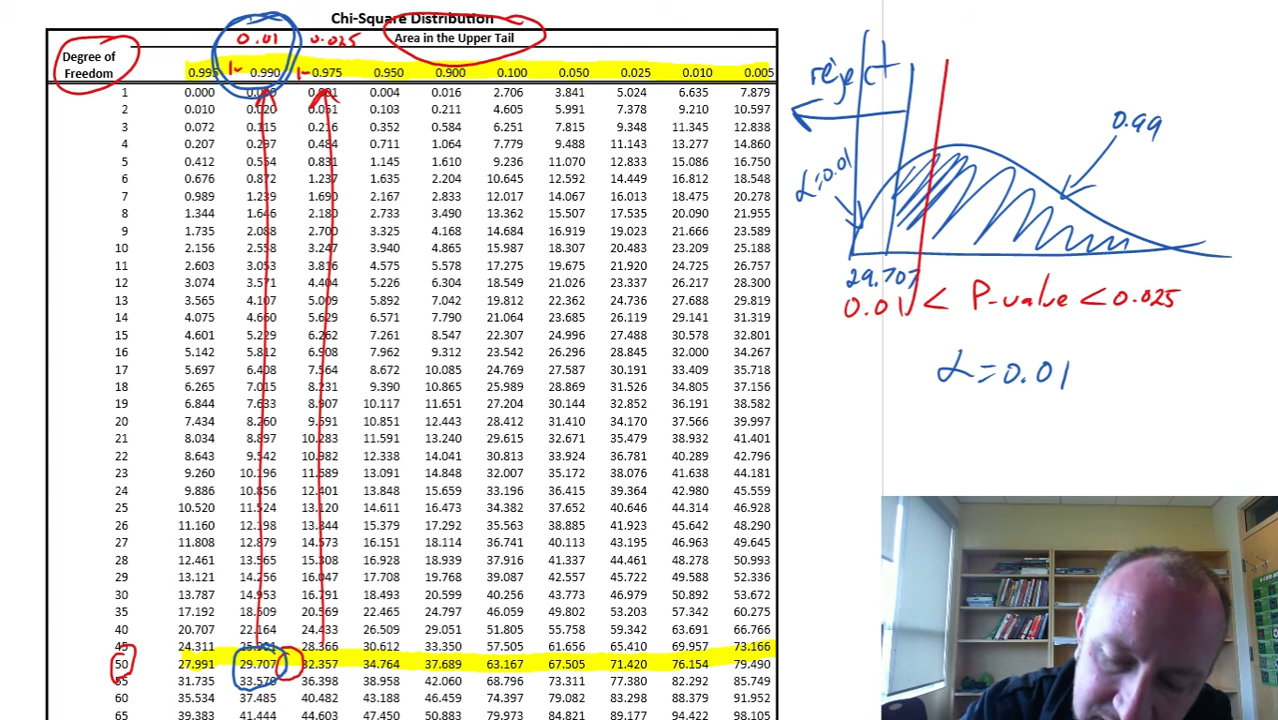 Chi-Square Distribution
0.01 0.025 Area in the Upper Tail
Degree of
Freedom 0.995 1- 0.990 1- 0.975 0.950 0.900 0.100 0.050 0.025 0.010 0.005
1 0.000 0.004 0.016 2.706 3.841 5.024 6.635 7.879
2 0.010 0.020 0.051 0.103 0.211 4.605 5.991 7.378 9.210 10.597
3 0.072 0.115 0.216 0.352 0.584 6.251 7.815 9.348 11.345 12.838
4 0.207 0.297 0.484 0.711 1.064 7.779 9.488 11.143 13.277 14.860
5 0.412 0.554 0.831 1.145 1.610 9.236 11.070 12.833 15.086 16.750
6 0.676 0.872 1.237 1.635 2.204 10.645 12.592 14.449 16.812 18.548
7 0.989 1.239 1.690 2.167 2.833 12.017 14.067 16.013 18.475 20.278
8 1.344 1.646 2.180 2.733 3.490 13.362 15.507 17.535 20.090 21.955
9 1.735 2.088 2.700 3.325 4.168 14.684 16.919 19.023 21.666 23.589
10 2.156 2.558 3.247 3.940 4.865 15.987 18.307 20.483 23.209 25.188
11 2.603 3.053 3.816 4.575 5.578 17.275 19.675 21.920 24.725 26.757
12 3.074 3.571 4.404 5.226 6.304 18.549 21.026 23.337 26.217 28.300
13 3.565 4.107 5.009 5.892 7.042 19.812 22.362 24.736 27.688 29.819
14 4.075 4.660 5.629 6.571 7.790 21.064 23.685 26.119 29.141 31.319
15 4.601 5.229 6.262 7.261 8.547 22.307 24.996 27.488 30.578 32.801
16 5.142 5.812 6.908 7.962 9.312 23.542 26.296 28.845 32.000 34.267
17 5.697 6.408 7.564 8.672 10.085 24.769 27.587 30.191 33.409 35.718
18 6.265 7.015 8.231 9.390 10.865 25.989 28.869 31.526 34.805 37.156
19 6.844 7.633 8.907 10.117 11.651 27.204 30.144 32.852 36.191 38.582
20 7.434 8.260 9.591 10.851 12.443 28.412 31.410 34.170 37.566 39.997
21 8.034 8.897 10.283 11.591 13.240 29.615 32.671 35.479 38.932 41.401
22 8.643 9.542 10.982 12.338 14.041 30.813 33.924 36.781 40.289 42.796
23 9.260 10.196 11.689 13.091 14.848 32.007 35.172 38.076 41.638 44.181
24 9.886 10.856 12.401 13.848 15.659 33.196 36.415 39.364 42.980 45.559
25 10.520 11.524 13.120 14.611 16.473 34.382 37.652 40.646 44.314 46.928
26 11.160 12.198 13.844 15.379 17.292 35.563 38.885 41.923 45.642 48.290
27 11.808 12.879 14.573 16.151 18.114 36.741 40.113 43.195 46.963 49.645
28 12.461 13.565 15.308 16.928 18.939 37.916 41.337 44.461 48.278 50.993
29 13.121 14.256 16.047 17.708 19.768 39.087 42.557 45.722 49.588 52.336
30 13.787 14.953 16.791 18.493 20.599 40.256 43.773 46.979 50.892 53.672
35 17.192 18.509 20.569 22.465 24.797 46.059 49.802 53.203 57.342 60.275
40 20.707 22.164 24.433 26.509 29.051 51.805 55.758 59.342 63.691 66.766
45 24.311 28.366 30.612 33.350 57.505 61.656 65.410 69.957 73.166
50 27.991 29.707 32.357 34.764 37.689 63.167 67.505 71.420 76.154 79.490
55 31.735 33.570 36.398 38.958 42.060 68.796 73.311 77.380 82.292 85.749
60 35.534 37.485 40.482 43.188 46.459 74.397 79.082 83.298 88.379 91.952
65 39.383 41.444 44.603 47.450 50.883 79.973 84.821 89.177 94.422 98.105
reject
0.99
α=0.01
29.707
0.01 < P-value < 0.025
α=0.01